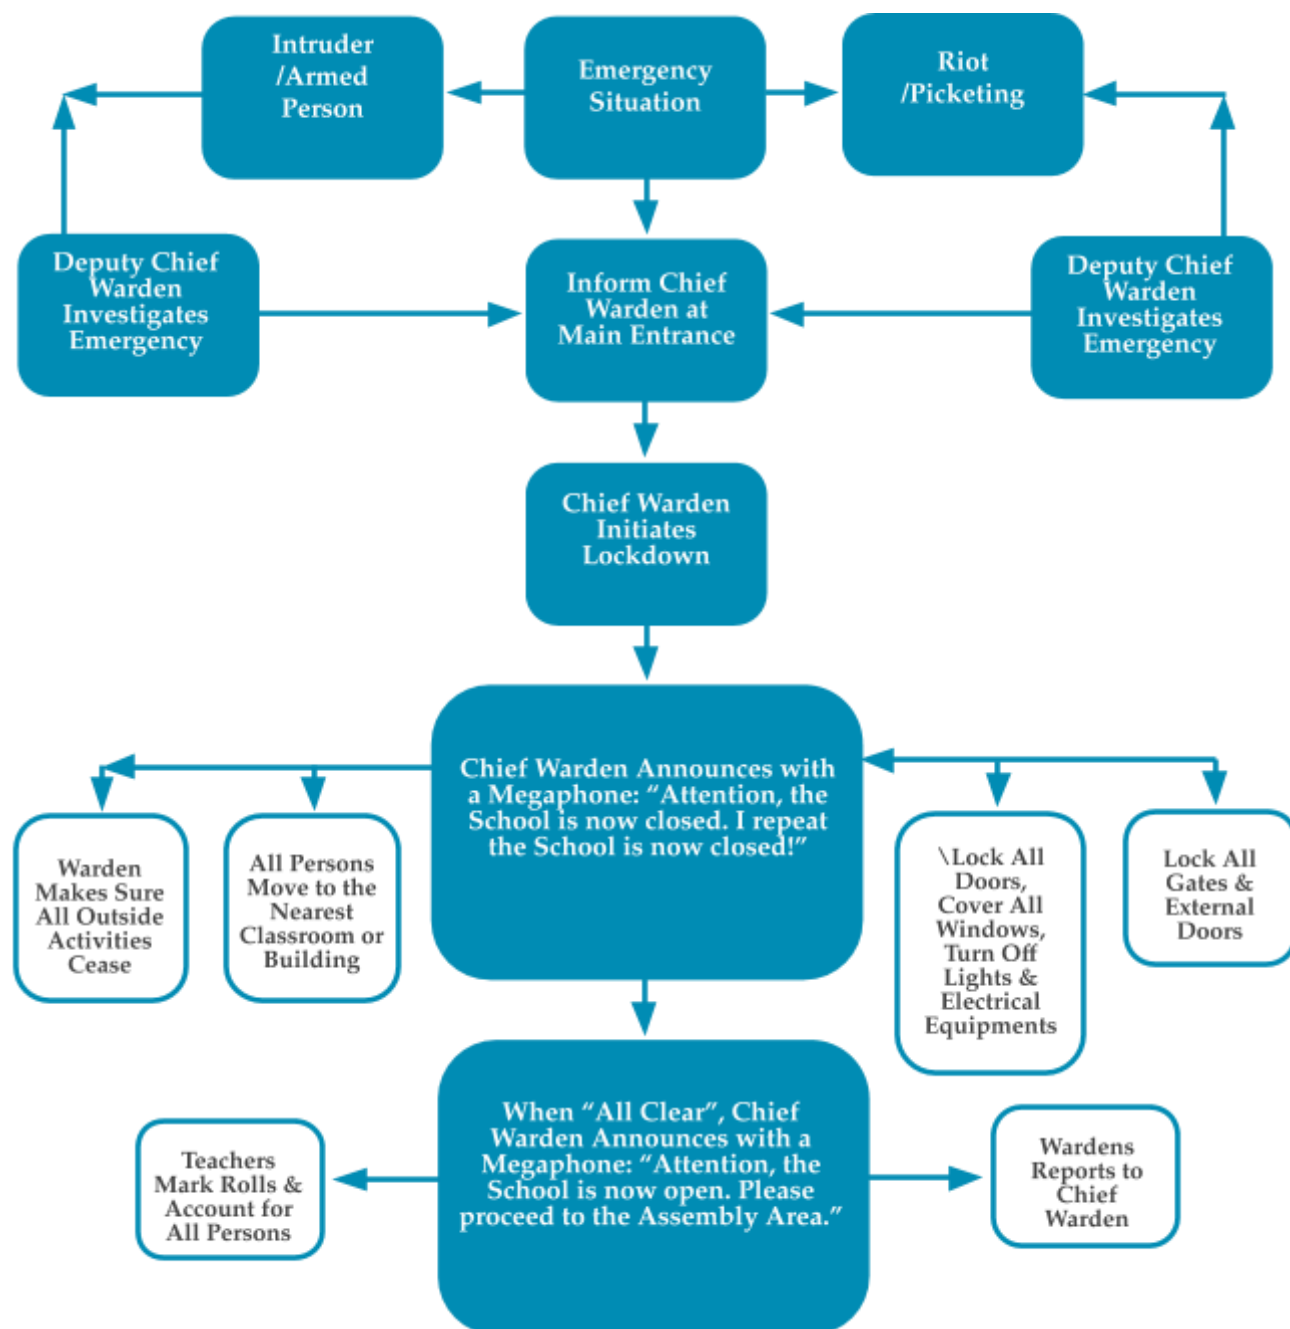 Intruder
/Armed
Person
Emergency
Situation
Riot
/Picketing
Deputy Chief
Warden
Investigates
Emergency
Inform Chief
Warden at
Main Entrance
Deputy Chief
Warden
Investigates
Emergency
Chief Warden
Initiates
Lockdown
Chief Warden Announces with
a Megaphone: “Attention, the
School is now closed. I repeat
the School is now closed!”
Warden
Makes Sure
All Outside
Activities
Cease
All Persons
Move to the
Nearest
Classroom or
Building
\Lock All
Doors,
Cover All
Windows,
Turn Off
Lights &
Electrical
Equipments
Lock All
Gates &
External
Doors
When “All Clear”, Chief
Warden Announces with a
Megaphone: “Attention, the
School is now open. Please
proceed to the Assembly Area.”
Teachers
Mark Rolls &
Account for
All Persons
Wardens
Reports to
Chief
Warden